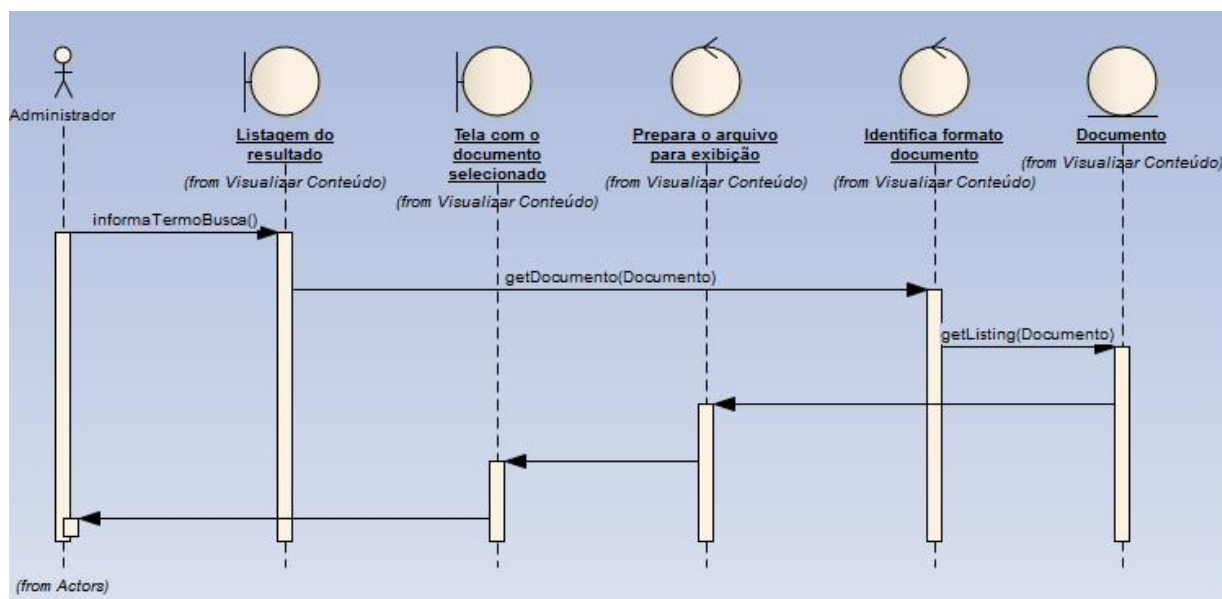 Administrador
Listagem do
resultado
(from Visualizar Conteúdo)
Tela com o
documento
selecionado
(from Visualizar Conteúdo)
Prepara o arquivo
para exibição
(from Visualizar Conteúdo)
Identifica formato
documento
(from Visualizar Conteúdo)
Documento
(from Visualizar Conteúdo)
informaTermoBusca()
getDocumento(Documento)
getListing(Documento)
(from Actors)